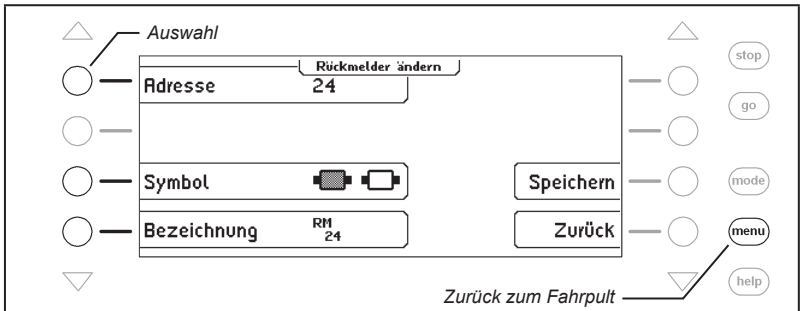 Auswahl
Rückmelder ändern
stop
Adresse 24
go
Symbol
Speichern
mode
Bezeichnung RM 24
Zurück
menu
help
Zurück zum Fahrpult